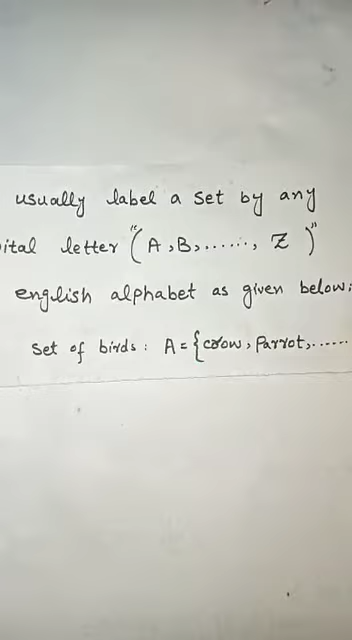 usually label a set by any
ital letter "(A, B, ......, Z)"
english alphabet as given below:
set of birds: A = {crow, Parrot, ......